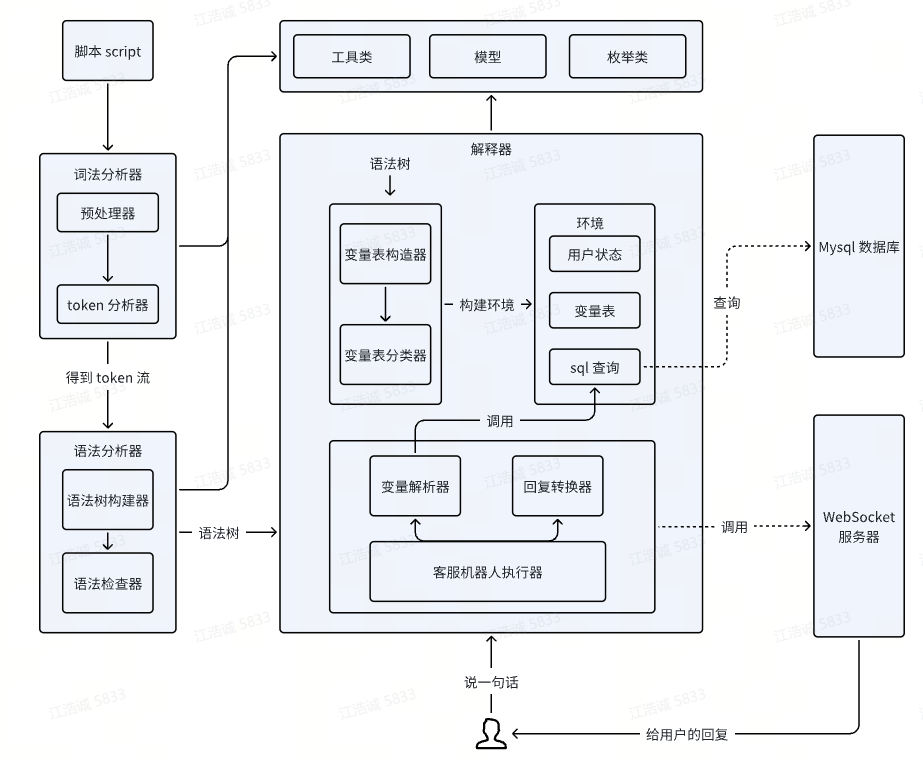 脚本 script
工具类
模型
枚举类
词法分析器
预处理器
token 分析器
得到 token 流
语法分析器
语法树构建器
语法检查器
语法树
解释器
语法树
变量表构造器
变量表分类器
构建环境
环境
用户状态
变量表
sql 查询
调用
变量解析器
回复转换器
客服机器人执行器
查询
Mysql 数据库
调用
WebSocket
服务器
说一句话
给用户的回复
江浩诚 5833